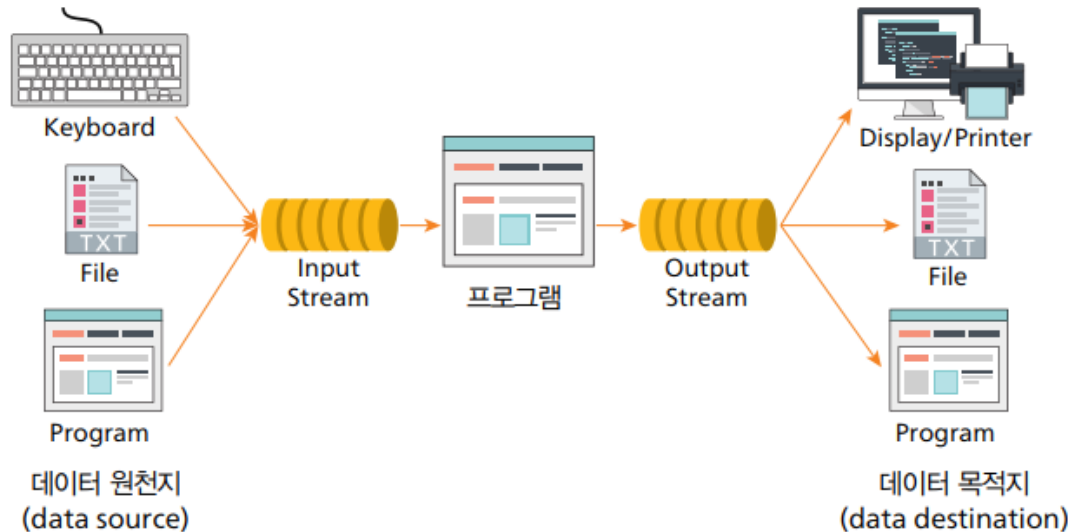 Keyboard
TXT
File
Program
데이터 원천지
(data source)
Input
Stream
프로그램
Output
Stream
Display/Printer
TXT
File
Program
데이터 목적지
(data destination)